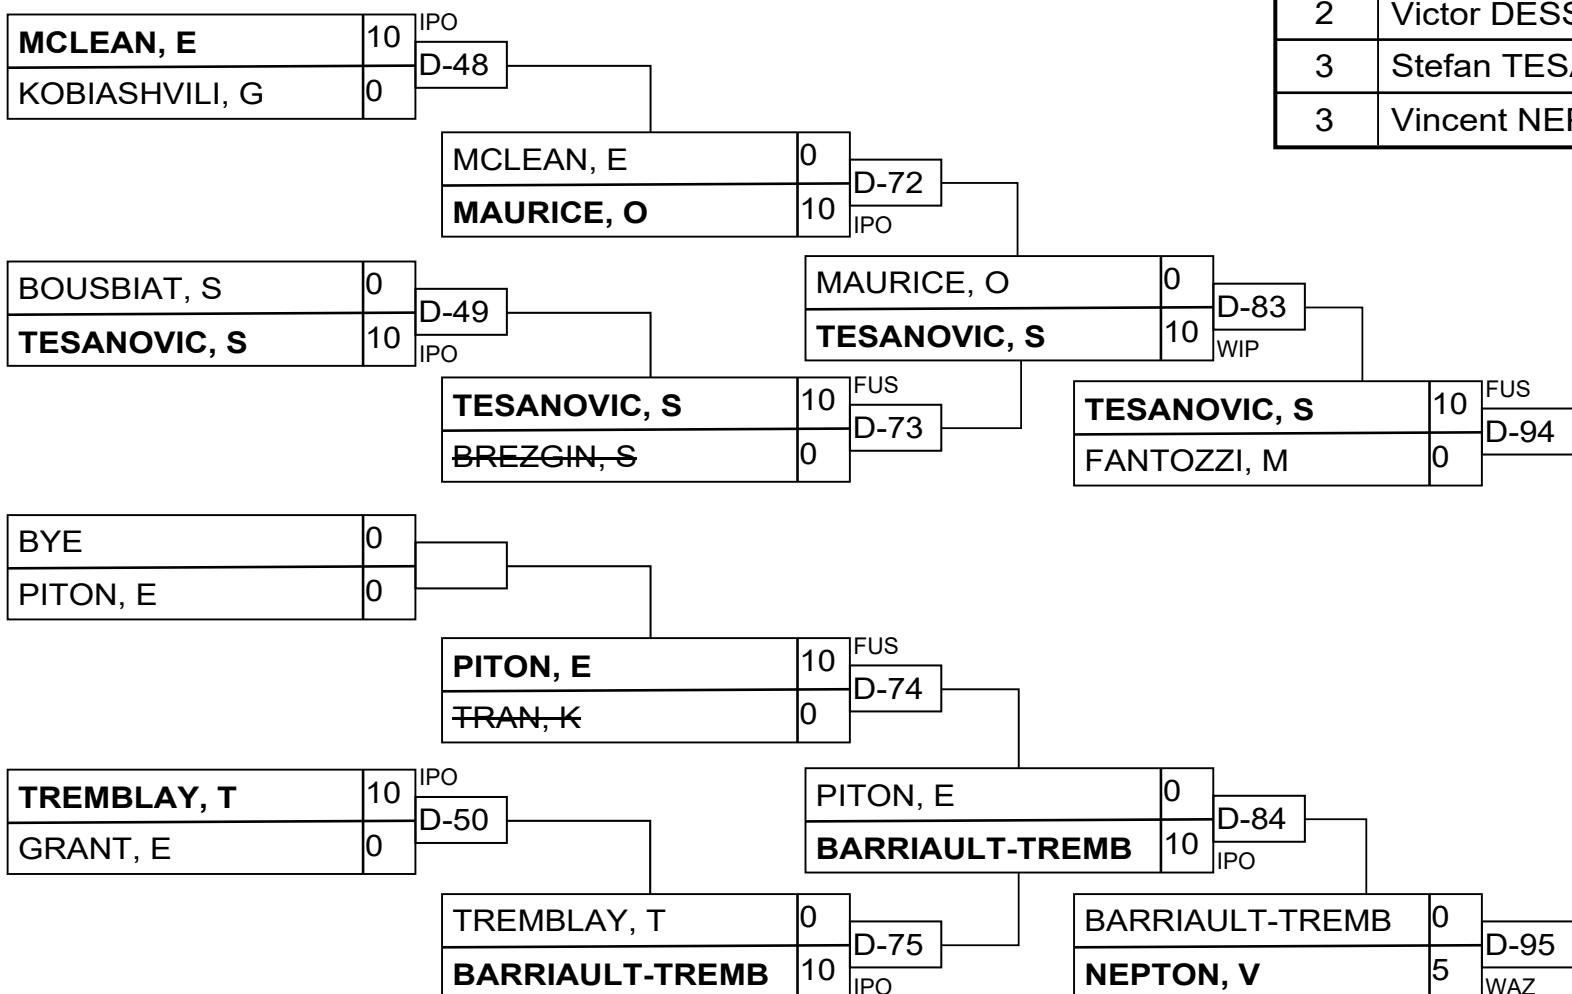 2 Victor
3 Stefan
3 Vincent
IPO
MCLEAN, E 10
D-48
KOBIASHVILI, G 0
MCLEAN, E 0
D-72
MAURICE, O 10
IPO
BOUSBIAT, S 0
D-49
TESANOVIC, S 10
IPO
MAURICE, O 0
D-83
TESANOVIC, S 10
WIP
TESANOVIC, S 10
FUS
D-73
BREZGIN, S 0
TESANOVIC, S 10
FUS
D-94
FANTOZZI, M 0
BYE 0
PITON, E 0
PITON, E 10
FUS
D-74
TRAN, K 0
TREMBLAY, T 10
IPO
D-50
GRANT, E 0
PITON, E 0
D-84
BARRIAULT-TREMB 10
IPO
TREMBLAY, T 0
D-75
BARRIAULT-TREMB 10
IPO
BARRIAULT-TREMB 0
D-95
NEPTON, V 5
WAZ